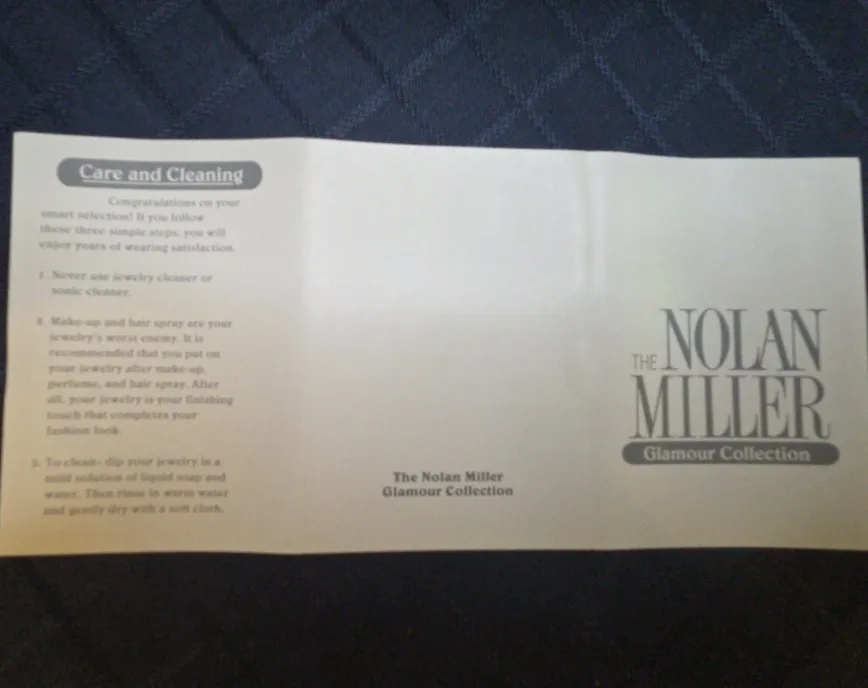 Care and Cleaning
Congratulations on your
smart selection! If you follow
these three simple steps, you will
enjoy years of wearing satisfaction.
1. Never use jewelry cleaner or
sonic cleaner.
2. Make-up and hair spray are your
jewelry's worst enemy. It is
recommended that you put on
your jewelry after make-up,
perfume, and hair spray. After
all, your jewelry is your finishing
touch that completes your
fashion look.
3. To clean- dip your jewelry in a
mild solution of liquid soap and
water. Then rinse in warm water
and gently dry with a soft cloth.
The Nolan Miller
Glamour Collection
THE NOLAN
MILLER
Glamour Collection